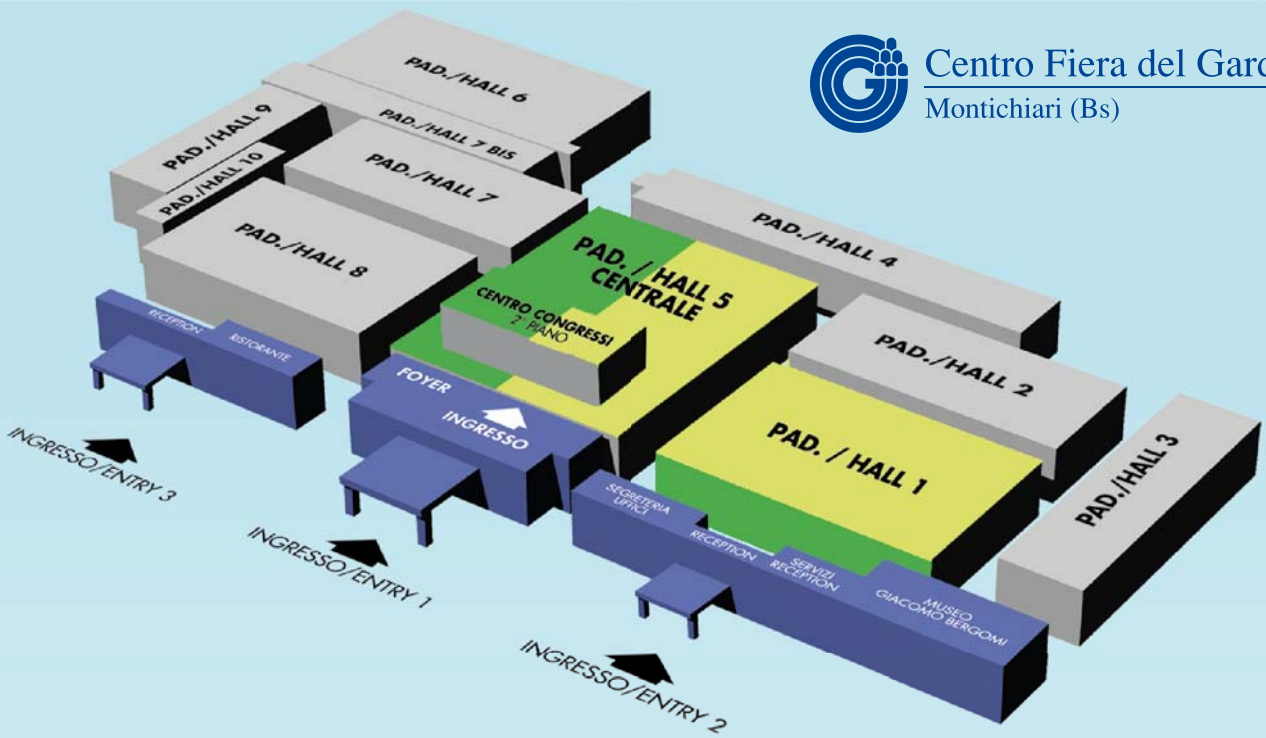 Centro Fiera del Gard
Montichiari (Bs)
PAD./HALL 6
PAD./HALL 9
PAD./HALL 7 BIS
PAD./HALL 10
PAD./HALL 7
PAD./HALL 8
PAD./HALL 4
PAD. / HALL 5
CENTRALE
CENTRO CONGRESSI
2° PIANO
PAD./HALL 2
PAD. / HALL 1
PAD./HALL 3
RECEPTION
RISTORANTE
FOYER
INGRESSO
SEGRETERIA
UFFICI
RECEPTION
SERVIZI
RECEPTION
MUSEO
GIACOMO BERGOMI
INGRESSO/ENTRY 3
INGRESSO/ENTRY 1
INGRESSO/ENTRY 2